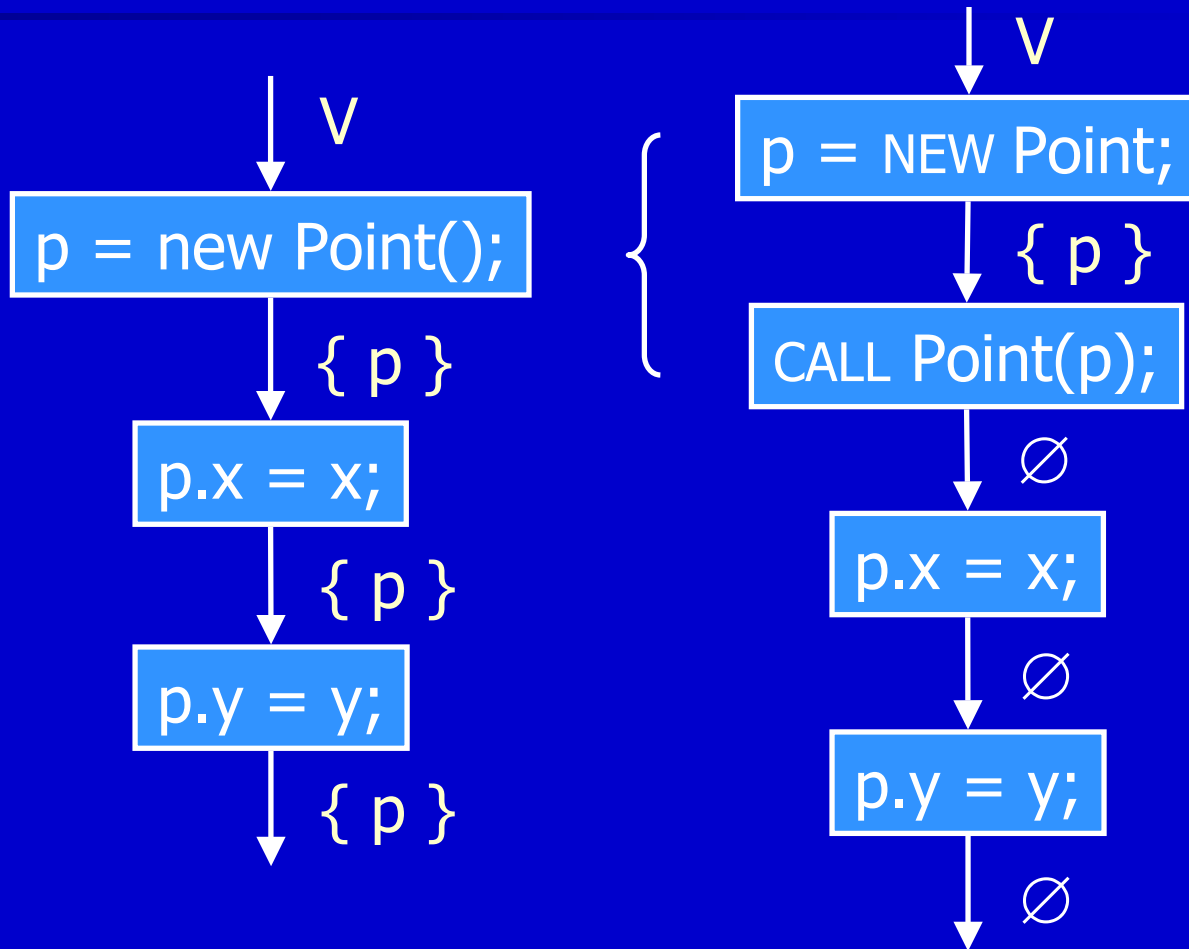 V
p = new Point();
{ p }
p.x = x;
{ p }
p.y = y;
{ p }
V
p = NEW Point;
{ p }
CALL Point(p);
∅
p.x = x;
∅
p.y = y;
∅